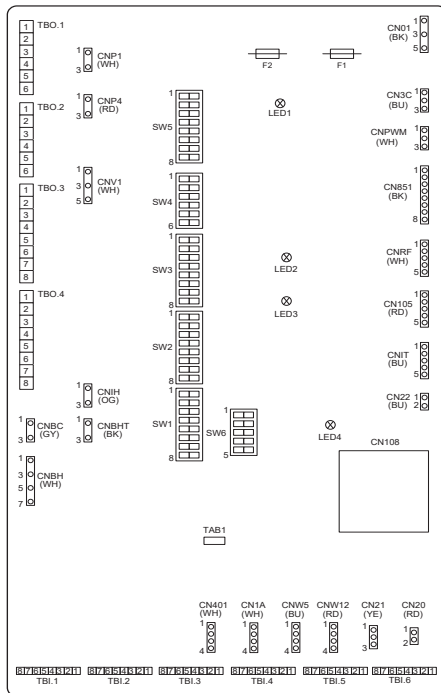 TBO.1
1
2
3
4
5
6
TBO.2
1
2
3
4
5
6
TBO.3
1
2
3
4
5
6
7
8
TBO.4
1
2
3
4
5
6
7
8
CNP1
(WH)
1
3
CNP4
(RD)
1
3
CNV1
(WH)
1
3
5
CNIH
(OG)
1
3
CNBC
(GY)
1
3
CNBHT
(BK)
1
3
CNBH
(WH)
1
3
5
7
SW5
1
8
SW4
1
6
SW3
1
8
SW2
1
8
SW1
1
8
SW6
1
5
F2
F1
LED1
LED2
LED3
LED4
CN01
(BK)
1
3
5
CN3C
(BU)
1
3
CNPWM
(WH)
1
3
CN851
(BK)
1
8
CNRF
(WH)
1
5
CN105
(RD)
1
5
CNIT
(BU)
1
5
CN22
(BU)
1
2
CN108
TAB1
CN401
(WH)
1
4
CN1A
(WH)
1
4
CNW5
(BU)
1
4
CNW12
(RD)
1
4
CN21
(YE)
1
3
CN20
(RD)
1
2
8 7 6 5 4 3 2 1
TBI.1
8 7 6 5 4 3 2 1
TBI.2
8 7 6 5 4 3 2 1
TBI.3
8 7 6 5 4 3 2 1
TBI.4
8 7 6 5 4 3 2 1
TBI.5
8 7 6 5 4 3 2 1
TBI.6